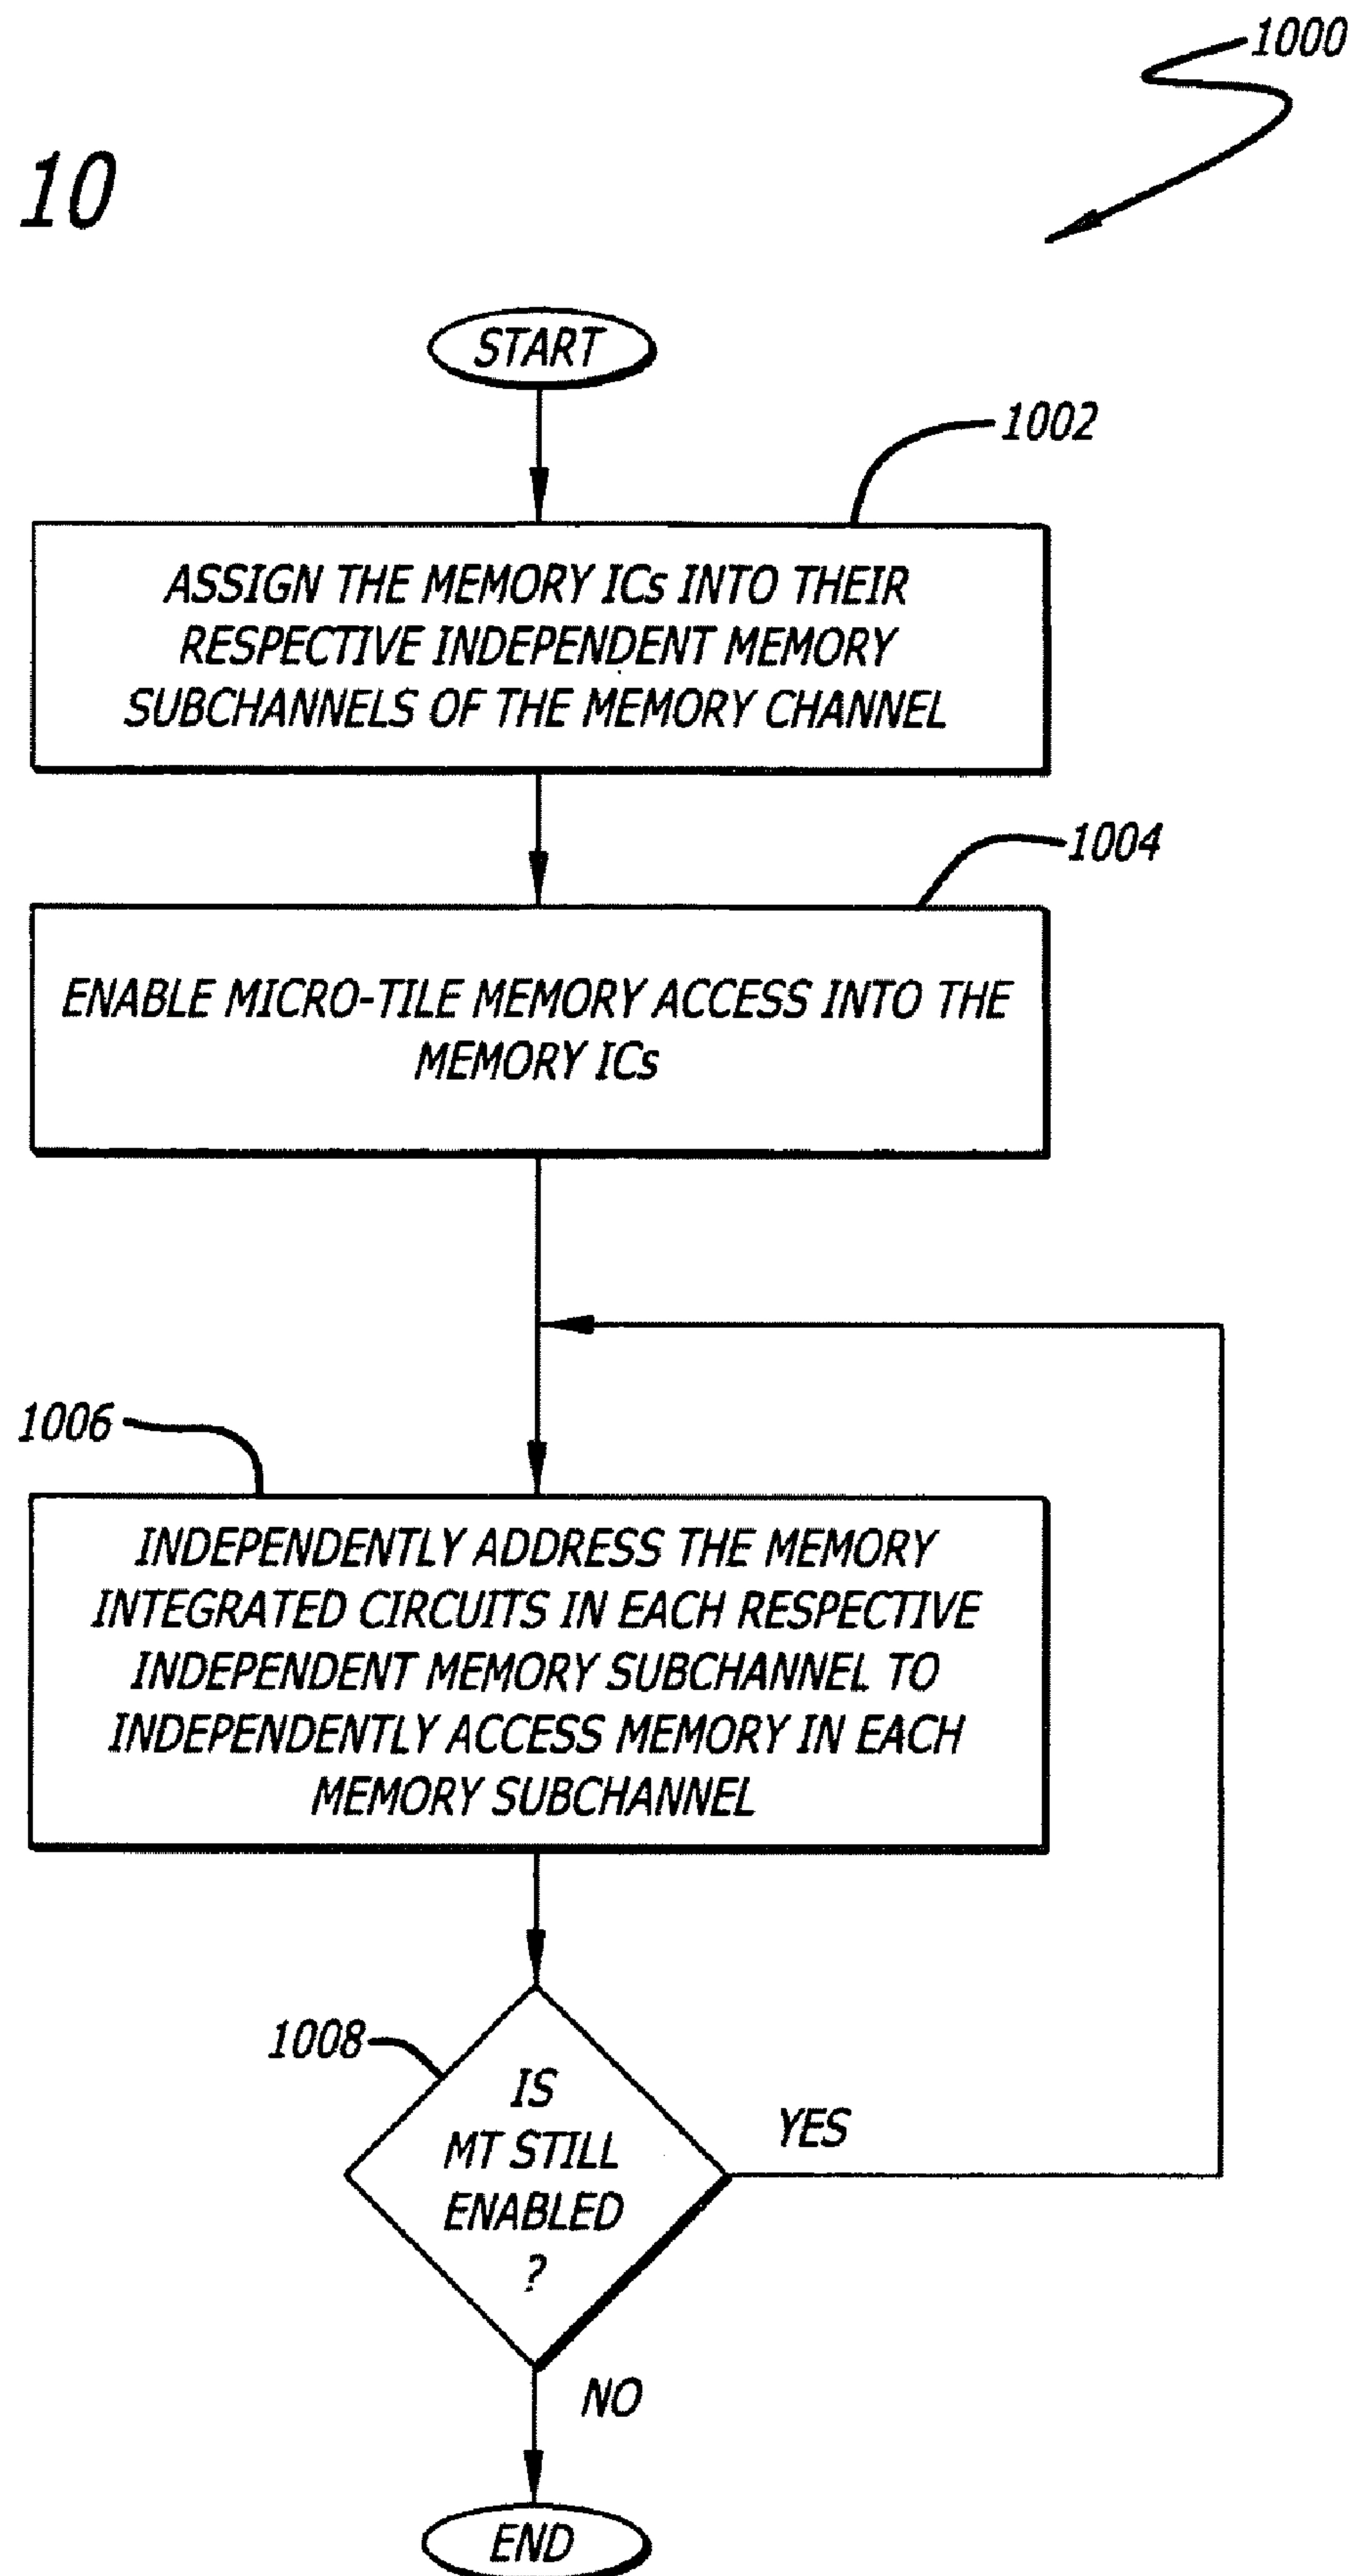 1000
10
START
1002
ASSIGN THE MEMORY ICs INTO THEIR
RESPECTIVE INDEPENDENT MEMORY
SUBCHANNELS OF THE MEMORY CHANNEL
1004
ENABLE MICRO-TILE MEMORY ACCESS INTO THE
MEMORY ICs
1006
INDEPENDENTLY ADDRESS THE MEMORY
INTEGRATED CIRCUITS IN EACH RESPECTIVE
INDEPENDENT MEMORY SUBCHANNEL TO
INDEPENDENTLY ACCESS MEMORY IN EACH
MEMORY SUBCHANNEL
1008
IS
MT STILL
ENABLED
?
YES
NO
END